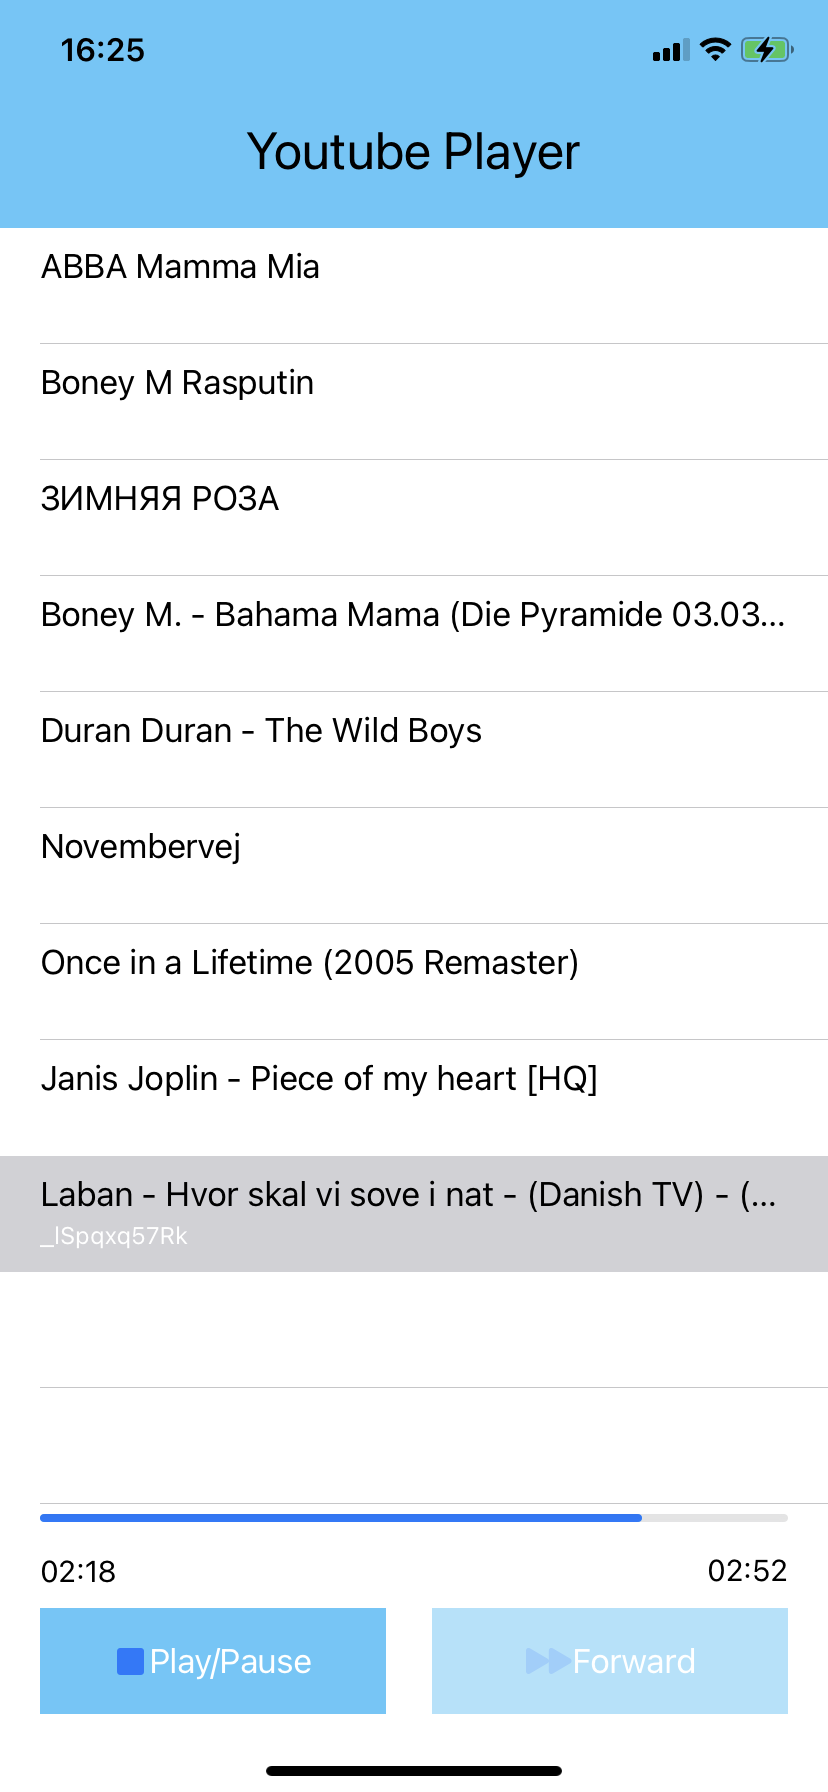 16:25
Youtube Player
ABBA Mamma Mia
Boney M Rasputin
ЗИМНЯЯ РОЗА
Boney M. - Bahama Mama (Die Pyramide 03.03...
Duran Duran - The Wild Boys
Novembervej
Once in a Lifetime (2005 Remaster)
Janis Joplin - Piece of my heart [HQ]
Laban - Hvor skal vi sove i nat - (Danish TV) - (...
_lSpqxq57Rk
02:18 02:52
Play/Pause Forward